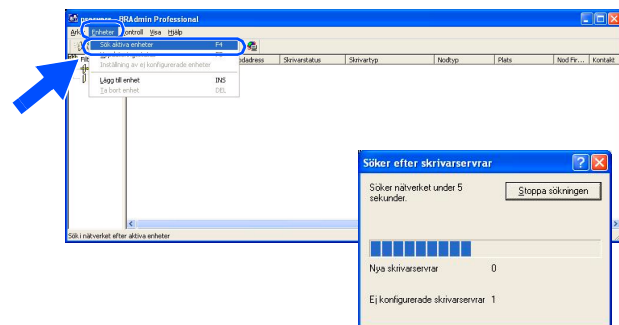 BRAdmin Professional
Enheter Kontroll Visa Hjälp
Sök aktiva enheter F4
Inställning av ej konfigurerade enheter
Lägg till enhet INS
Ta bort enhet DEL
Skrivarstatus Skrivartyp Nodtyp Plats Nod Fir... Kontakt
Sök i nätverket efter aktiva enheter
Söker efter skrivarservrar
Söker nätverket under 5
sekunder.
Stoppa sökningen
Nya skrivarservrar 0
Ej konfigurerade skrivarservrar 1